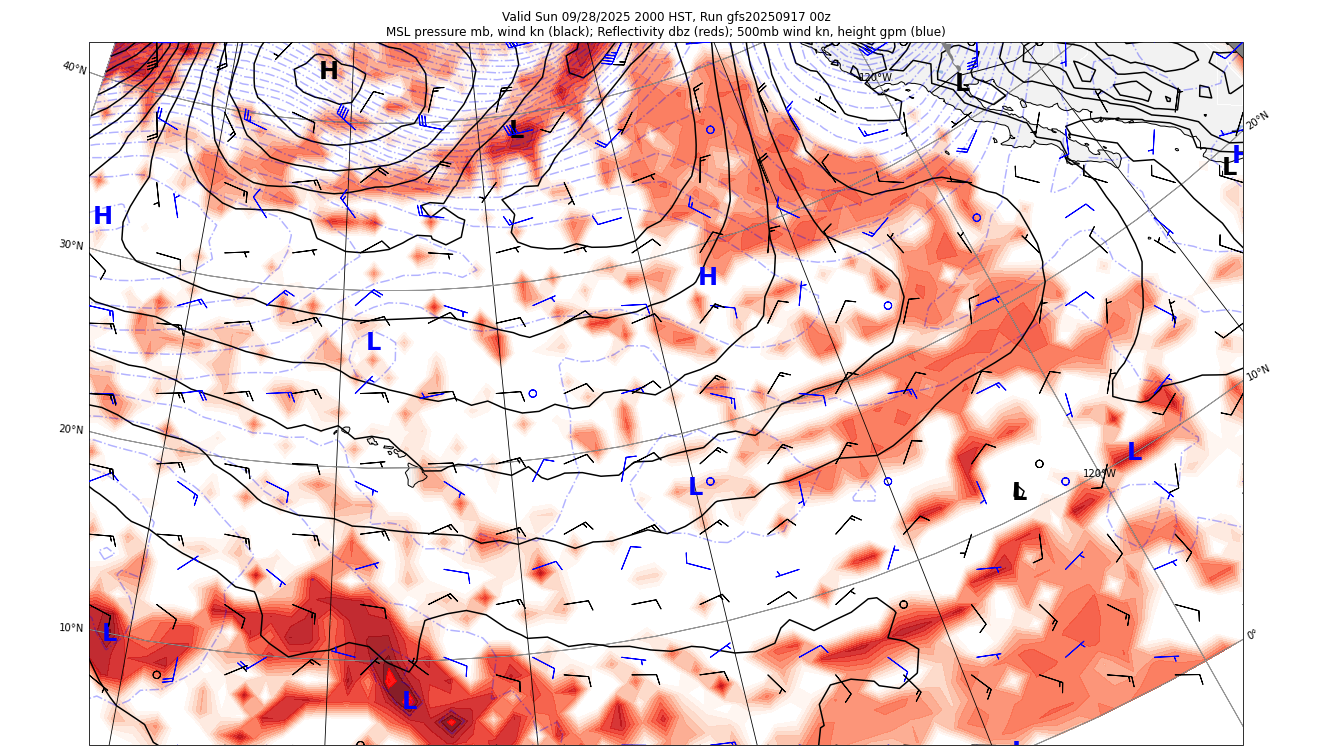 Valid Sun 09/28/2025 2000 HST, Run gfs20250917 00z
MSL pressure mb, wind kn (black); Reflectivity dbz (reds); 500mb wind kn, height gpm (blue)
40°N
H
120°W
L
L
20°N
H
L
H
30°N
H
L
10°N
20°N
L
120°W
L
L
10°N
L
0°
L
L